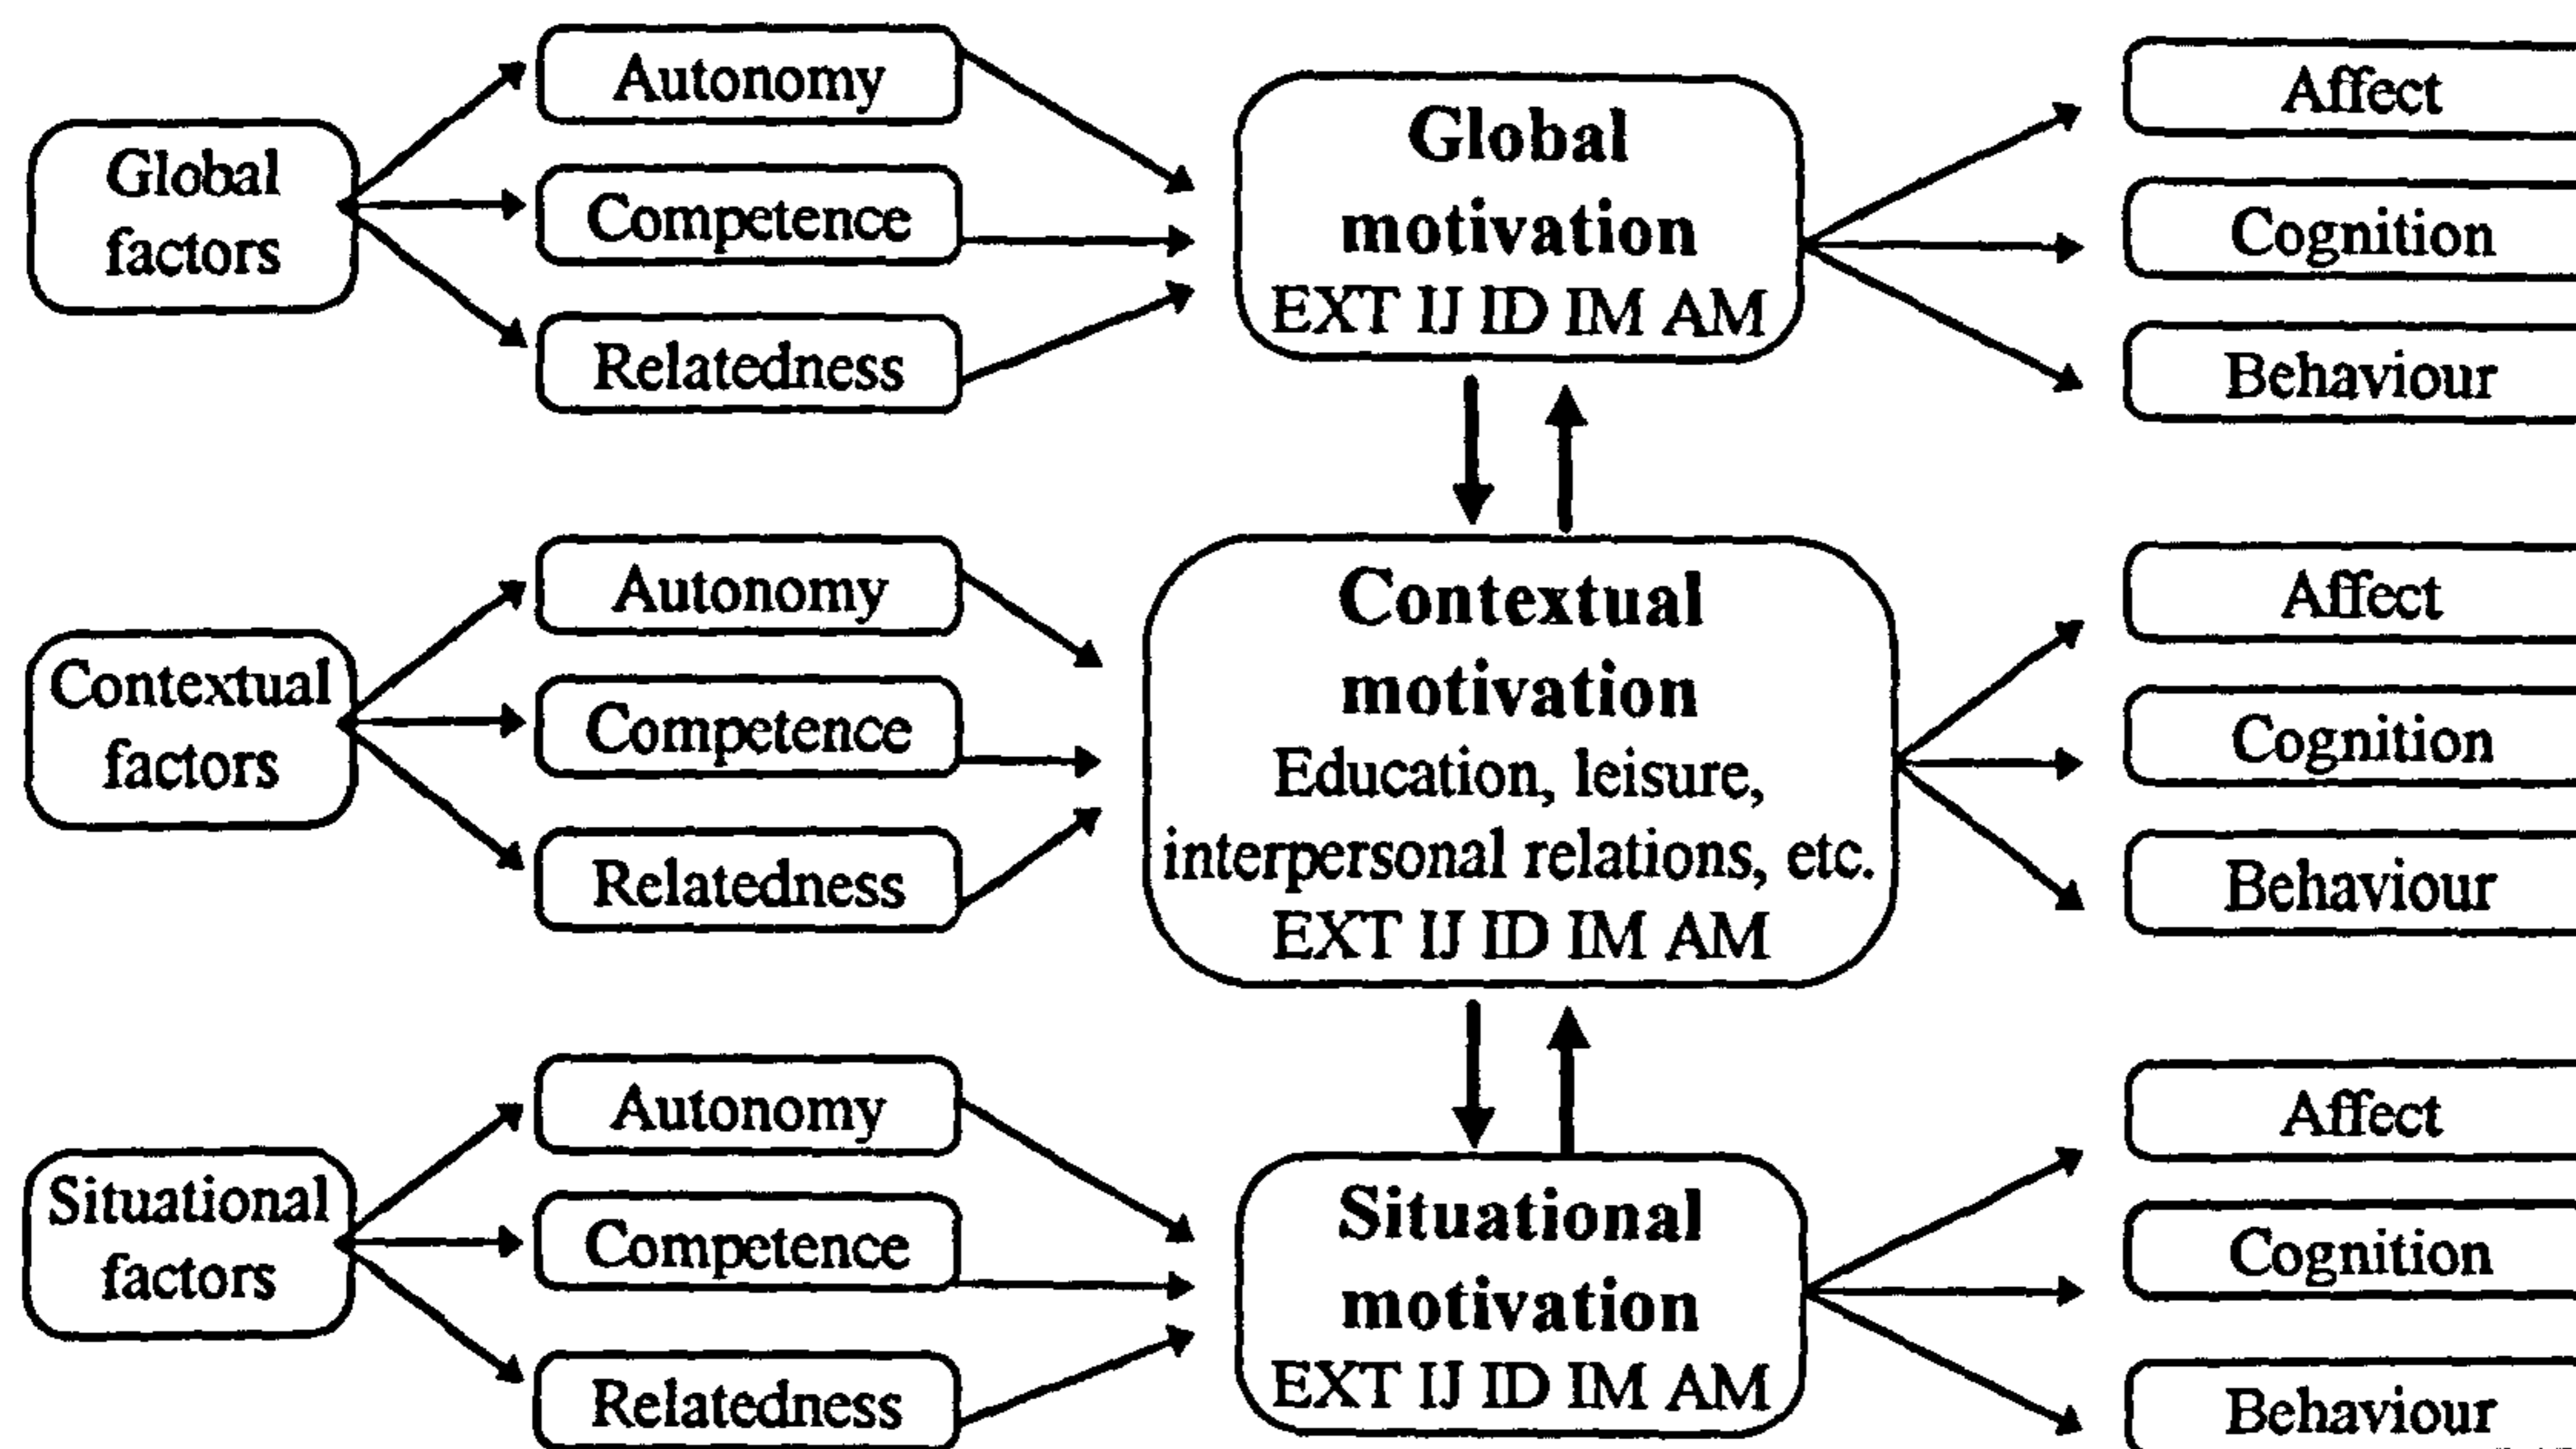 Global
factors
Autonomy
Competence
Relatedness
Global
motivation
EXT IJ ID IM AM
Affect
Cognition
Behaviour
Contextual
factors
Autonomy
Competence
Relatedness
Contextual
motivation
Education, leisure,
interpersonal relations, etc.
EXT IJ ID IM AM
Affect
Cognition
Behaviour
Situational
factors
Autonomy
Competence
Relatedness
Situational
motivation
EXT IJ ID IM AM
Affect
Cognition
Behaviour